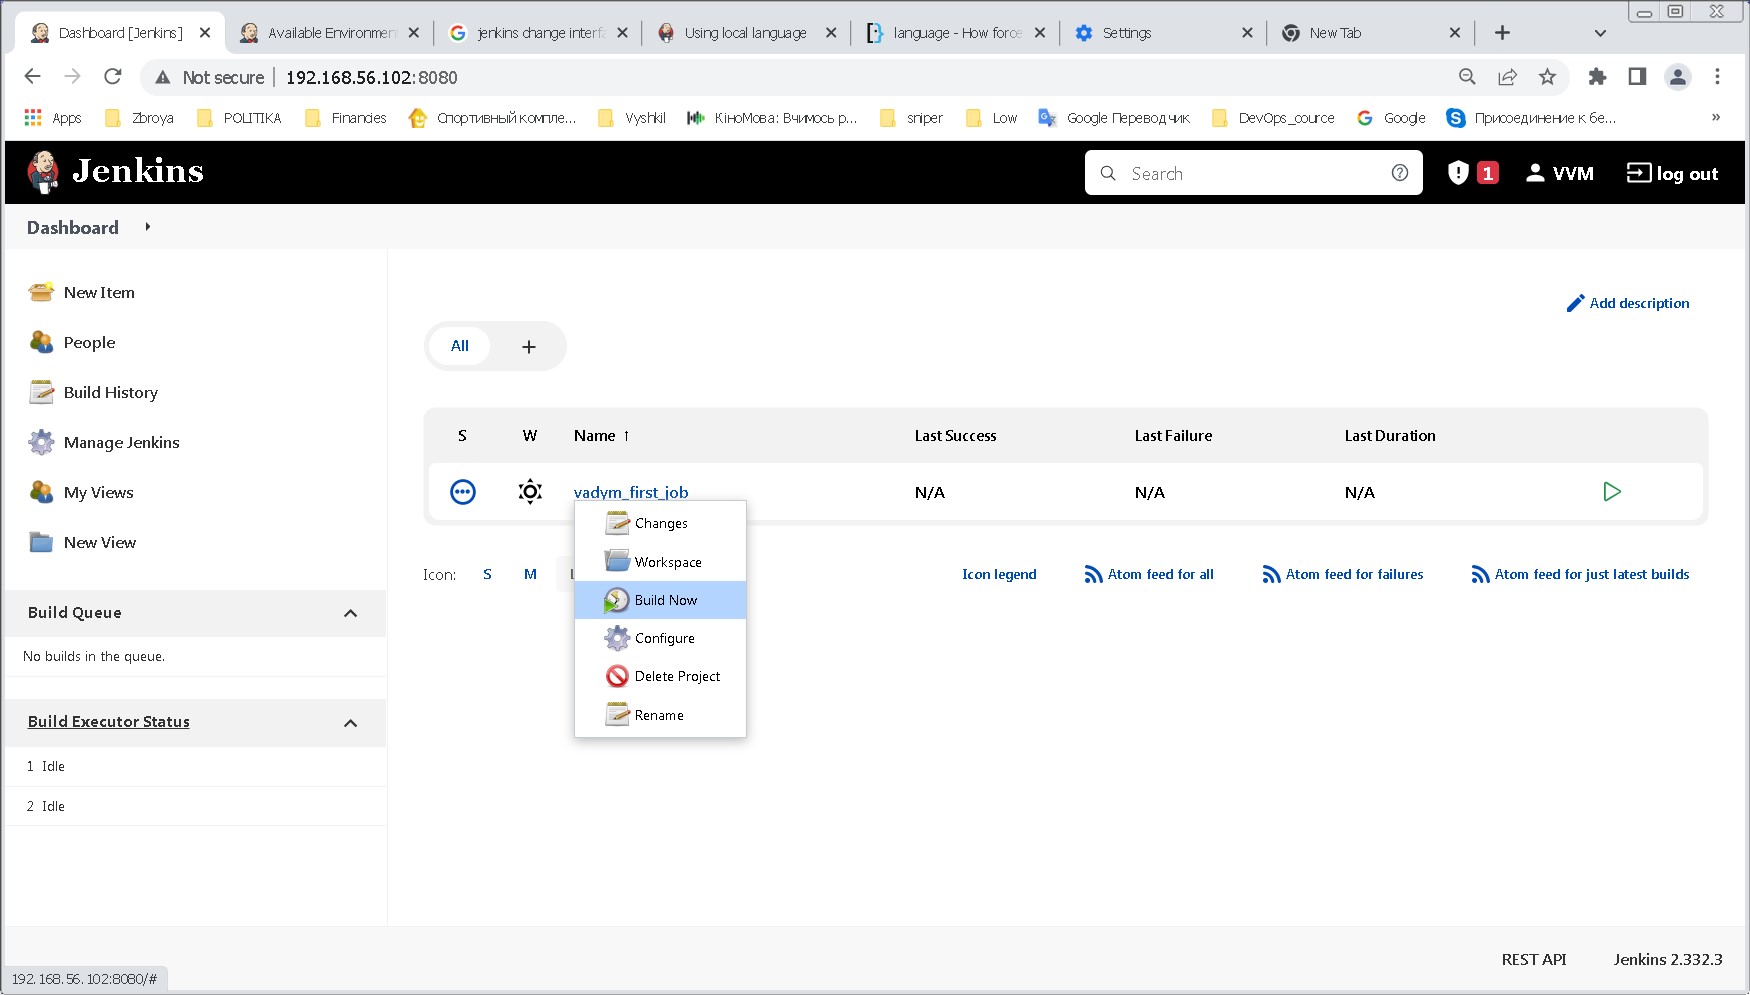 Dashboard [Jenkins]
Available Environmen
jenkins change interfa
Using local language
language - How force
Settings
New Tab
Not secure
192.168.56.102:8080
Apps
Zbroya
POLITIKA
Financies
Спортивный компле...
Vyshkil
КіноМова: Вчимось р...
sniper
Low
Google Переводчик
DevOps_cource
Google
Присоединение к бе...
»
Jenkins
Search
1
VVM
log out
Dashboard
New Item
People
Build History
Manage Jenkins
My Views
New View
Build Queue
No builds in the queue.
Build Executor Status
1 Idle
2 Idle
Add description
All
+
S W Name ↑ Last Success Last Failure Last Duration
vadym_first_job N/A N/A N/A
Changes
Workspace
Build Now
Configure
Delete Project
Rename
Icon: S M
Icon legend
Atom feed for all
Atom feed for failures
Atom feed for just latest builds
REST API
Jenkins 2.332.3
192.168.56.102:8080/#